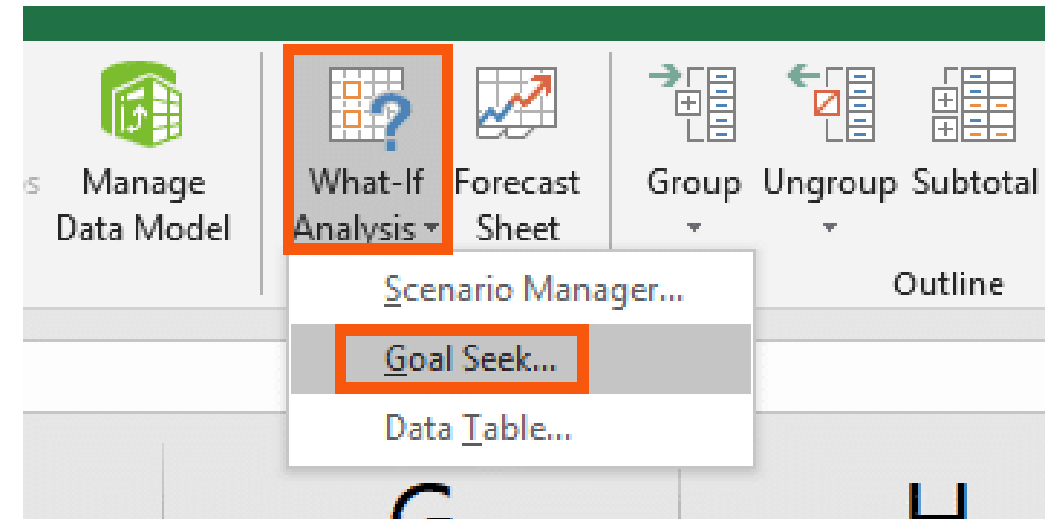 s Manage
Data Model
What-If
Analysis
Forecast
Sheet
Group
Ungroup
Subtotal
Outline
Scenario Manager...
Goal Seek...
Data Table...
G
H